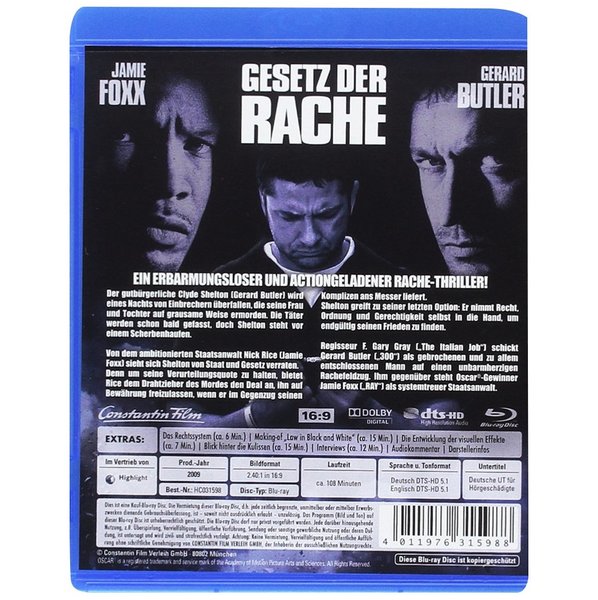 JAMIE
FOXX
GESETZ DER
RACHE
GERARD
BUTLER
EIN ERBARMUNGSLOSER UND ACTIONGELADENER RACHE-THRILLER!
Der gutbürgerliche Clyde Shelton (Gerard Butler) wird
eines Nachts von Einbrechern überfallen, die seine Frau
und Tochter auf grausame Weise ermorden. Die Täter
werden schon bald gefasst, doch Shelton steht vor
einem Scherbenhaufen.
Von dem ambitionierten Staatsanwalt Nick Rice (Jamie
Foxx) sieht sich Shelton von Staat und Gesetz verraten.
Denn um seine Verurteilungsquote zu halten, bietet
Rice dem Drahtzieher des Mordes den Deal an, ihn auf
Bewährung freizulassen, wenn er im Gegenzug seinen
Komplizen ans Messer liefert.
Shelton greift zu seiner letzten Option: Er nimmt Recht,
Ordnung und Gerechtigkeit selbst in die Hand, um
endgültig seinen Frieden zu finden.
Regisseur F. Gary Gray („The Italian Job“) schickt
Gerard Butler („300“) als gebrochenen und zu allem
entschlossenen Mann auf einen unbarmherzigen
Rachefeldzug. Ihm gegenüber steht Oscar®-Gewinner
Jamie Foxx („RAY“) als systemtreuer Staatsanwalt.
Constantin Film
16:9
DOLBY
DIGITAL
dts-HD
High Resolution Audio
Blu-ray Disc
EXTRAS:
Das Rechtssystem (ca. 6 Min.) | Making-of „Law in Black and White“ (ca. 15 Min.) | Die Entwicklung der visuellen Effekte
(ca. 7 Min.) | Blick hinter die Kulissen (ca. 15 Min.) | Interviews (ca. 12 Min.) | Audiokommentar | Darstellerinfos
Im Vertrieb von
Highlight
Prod.-Jahr
2009
Bildformat
2.40:1 in 16:9
Laufzeit
ca. 108 Minuten
Sprache u. Tonformat
Deutsch DTS-HD 5.1
Englisch DTS-HD 5.1
Untertitel
Deutsche UT für
Hörgeschädigte
Best.-Nr.: HC031598
Disc-Typ: Blu-ray
© Constantin Film Verleih GmbH · 80802 München
4 011976 315988
Diese Blu-ray Disc ist kopiergeschützt